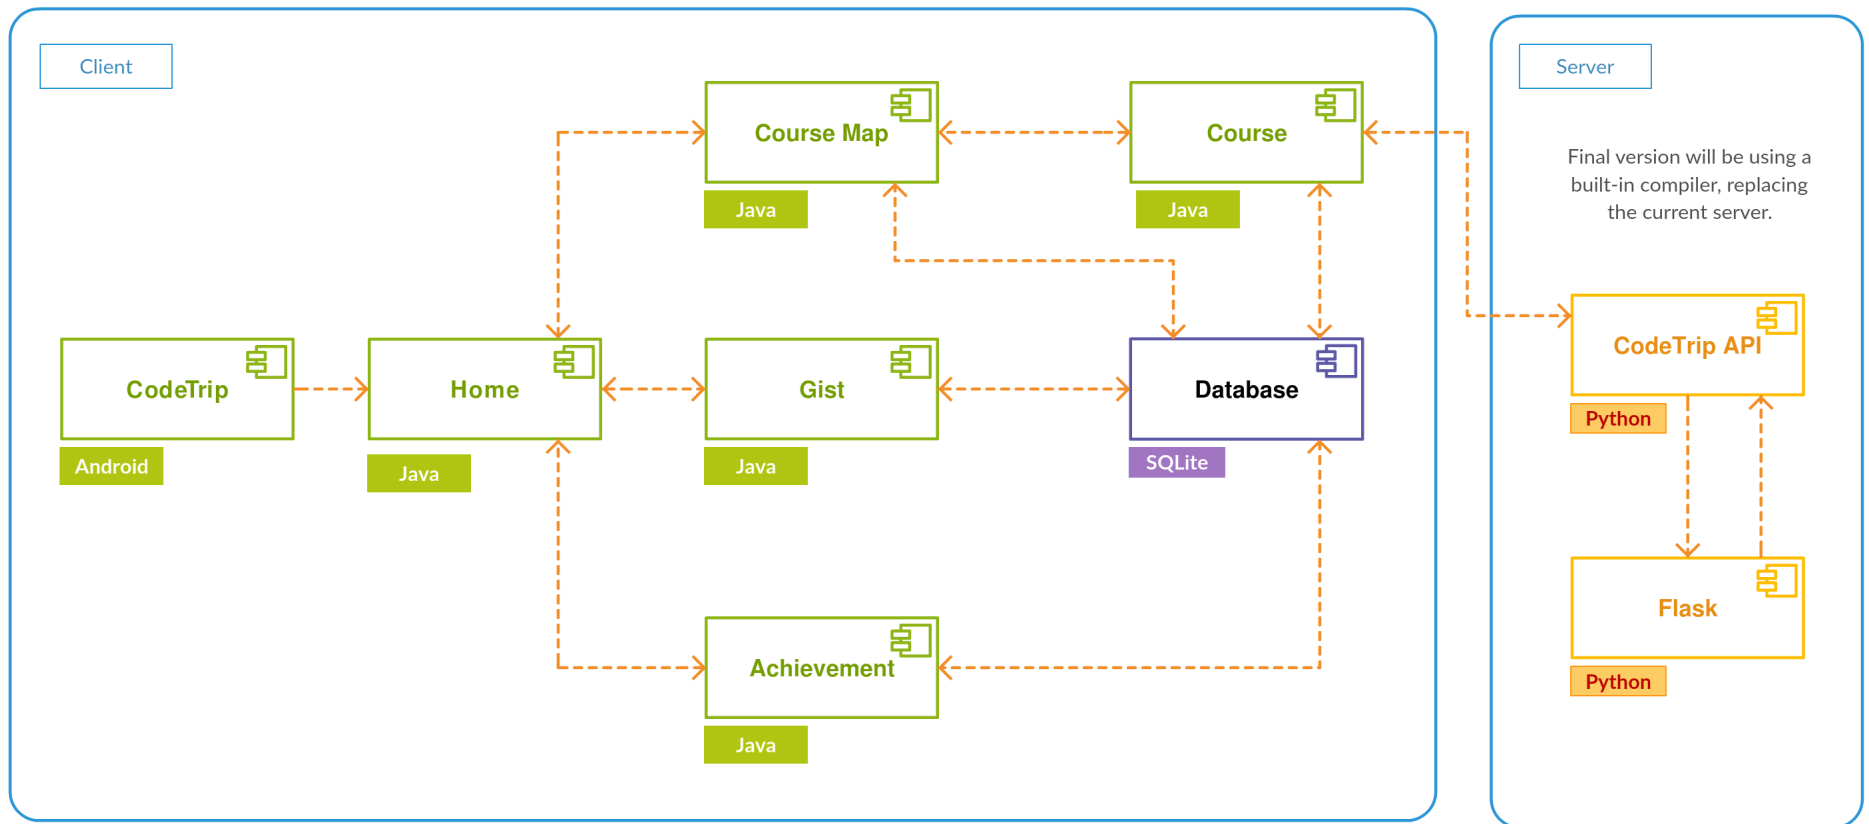 Client
Server
Course Map
Java
Course
Java
Final version will be using a
built-in compiler, replacing
the current server.
CodeTrip
Android
Home
Java
Gist
Java
Database
SQLite
CodeTrip API
Python
Flask
Python
Achievement
Java